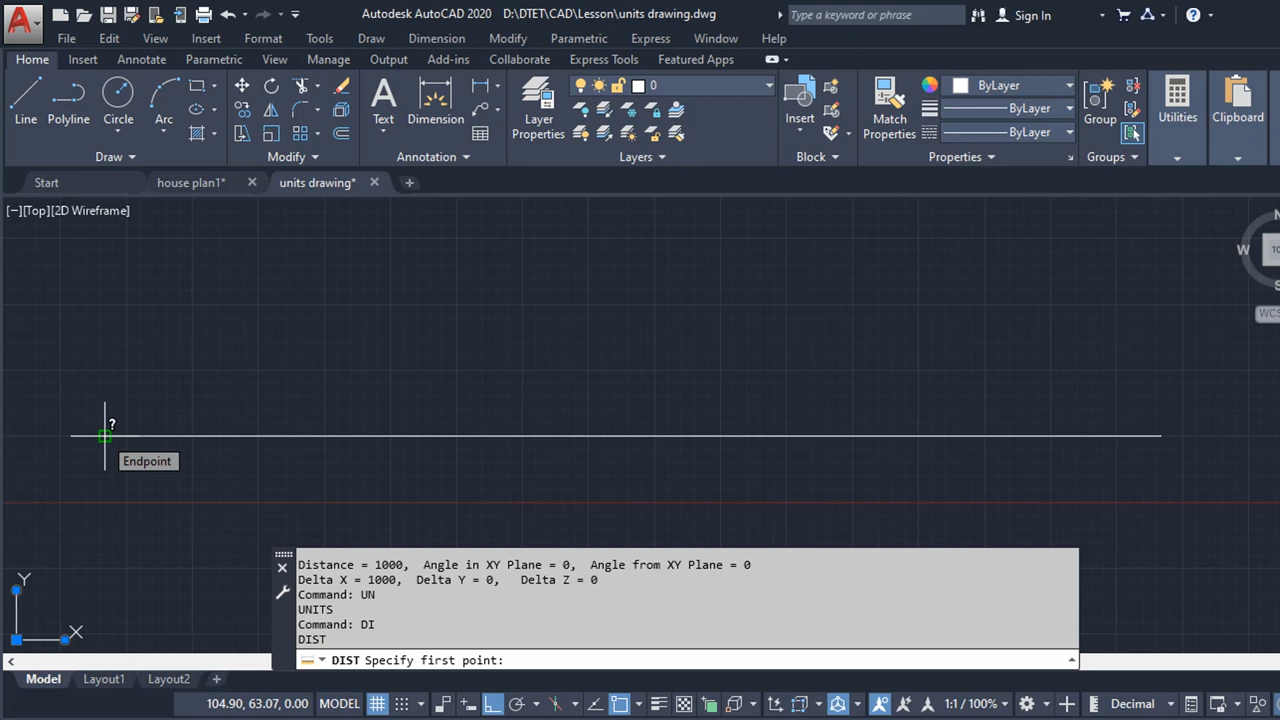 Autodesk AutoCAD 2020 D:\DTET\CAD\Lesson\units drawing.dwg
Type a keyword or phrase
Sign In
File Edit View Insert Format Tools Draw Dimension Modify Parametric Express Window Help
Home Insert Annotate Parametric View Manage Output Add-ins Collaborate Express Tools Featured Apps
0
ByLayer
Line Polyline Circle Arc Text Dimension Layer Properties Insert Match Properties ByLayer Group Utilities Clipboard
ByLayer
Draw Modify Annotation Layers Block Properties Groups
Start house plan1* units drawing*
[−][Top][2D Wireframe]
N
W
TO
S
WCS
?
Endpoint
Distance = 1000, Angle in XY Plane = 0, Angle from XY Plane = 0
Delta X = 1000, Delta Y = 0, Delta Z = 0
Command: UN
UNITS
Command: DI
DIST
DIST Specify first point:
Y
X
Model Layout1 Layout2 +
104.90, 63.07, 0.00 MODEL 1:1 / 100% Decimal